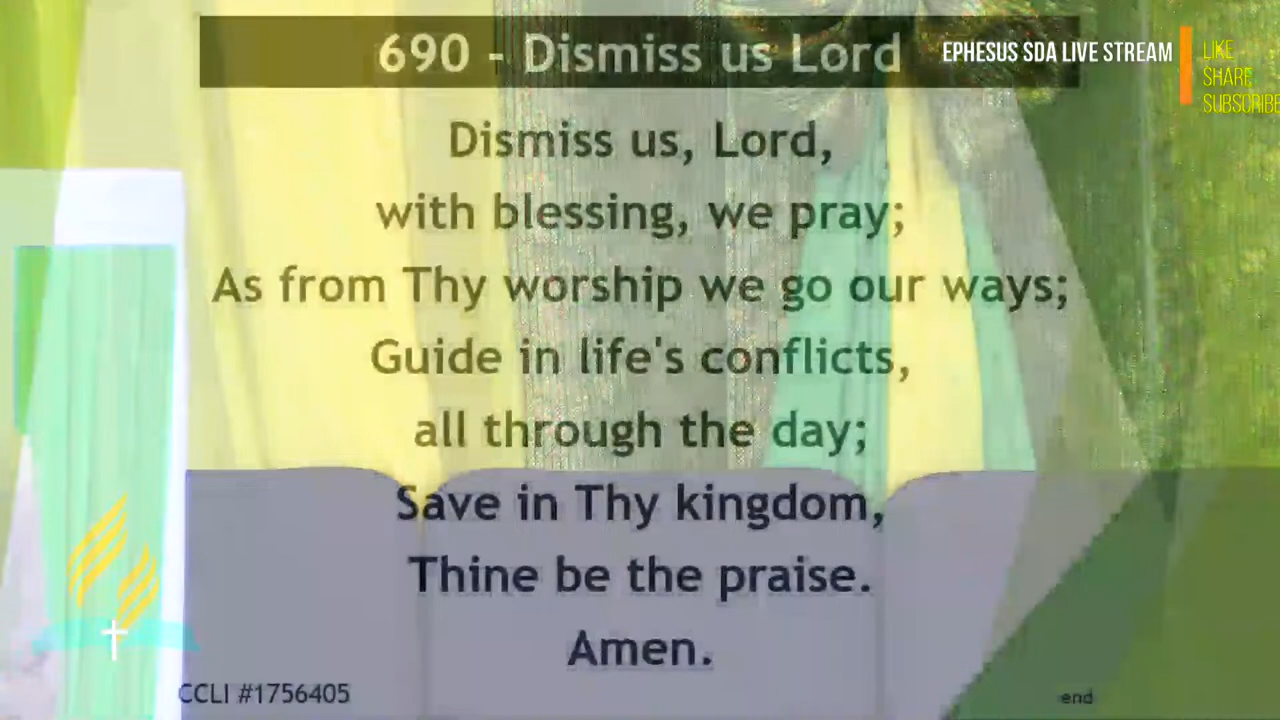 690 - Dismiss us Lord
EPHESUS SDA LIVE STREAM
LIKE
SHARE
SUBSCRIBE
Dismiss us, Lord,
with blessing, we pray;
As from Thy worship we go our ways;
Guide in life's conflicts,
all through the day;
Save in Thy kingdom,
Thine be the praise.
Amen.
CCLI #1756405
end